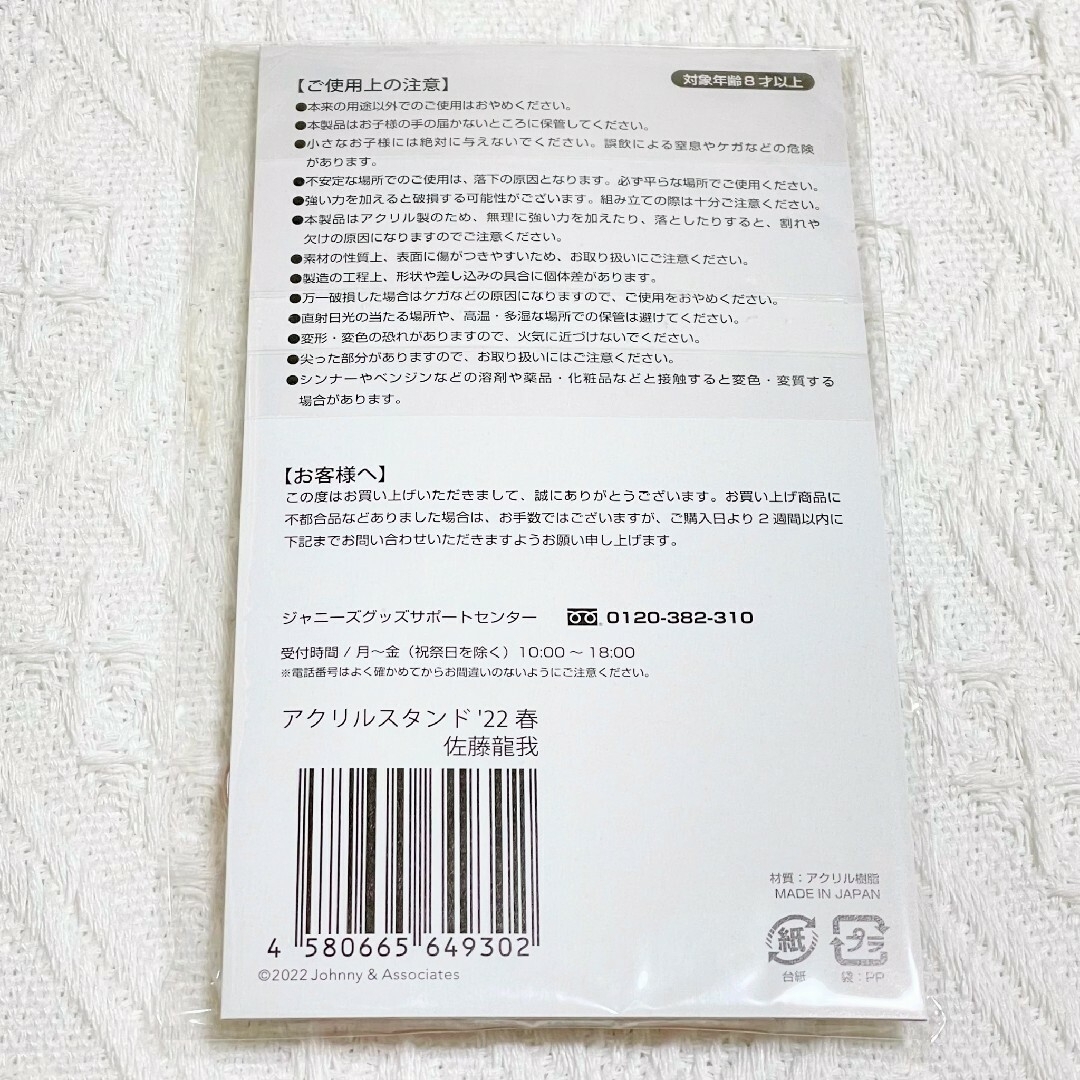 【ご使用上の注意】
対象年齢8才以上
●本来の用途以外でのご使用はおやめください。
●本製品はお子様の手の届かないところに保管してください。
●小さなお子様には絶対に与えないでください。誤飲による窒息やケガなどの危険
があります。
●不安定な場所でのご使用は、落下の原因となります。必ず平らな場所でご使用ください。
●強い力を加えると破損する可能性がございます。組み立ての際は十分ご注意ください。
●本製品はアクリル製のため、無理に強い力を加えたり、落としたりすると、割れや
欠けの原因になりますのでご注意ください。
●素材の性質上、表面に傷がつきやすいため、お取り扱いにご注意ください。
●製造の工程上、形状や差し込みの具合に個体差があります。
●万一破損した場合はケガなどの原因になりますので、ご使用をおやめください。
●直射日光の当たる場所や、高温・多湿な場所での保管は避けてください。
●変形・変色の恐れがありますので、火気に近づけないでください。
●尖った部分がありますので、お取り扱いにはご注意ください。
●シンナーやベンジンなどの溶剤や薬品・化粧品などと接触すると変色・変質する
場合があります。
【お客様へ】
この度はお買い上げいただきまして、誠にありがとうございます。お買い上げ商品に
不都合品などありました場合は、お手数ではございますが、ご購入日より2週間以内に
下記までお問い合わせいただきますようお願い申し上げます。
ジャニーズグッズサポートセンター 0120-382-310
受付時間 / 月〜金（祝祭日を除く）10:00 〜 18:00
※電話番号はよく確かめてからお間違いのないようにご注意ください。
アクリルスタンド '22 春
佐藤龍我
4 580665 649302
©2022 Johnny & Associates
材質：アクリル樹脂
MADE IN JAPAN
紙
プラ
台紙
袋：PP